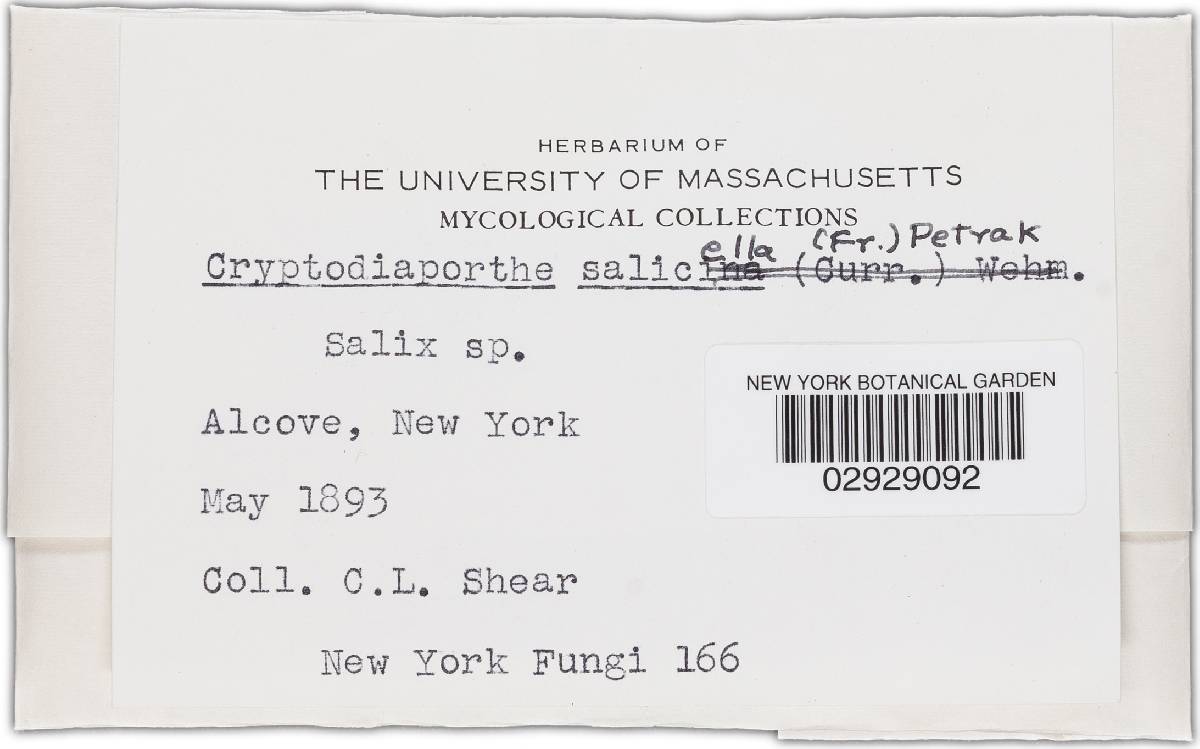 HERBARIUM OF
THE UNIVERSITY OF MASSACHUSETTS
MYCOLOGICAL COLLECTIONS
ella (Fr.) Petrak
Cryptodiaporthe salicina (Curr.) Wehm.
Salix sp.
Alcove, New York
May 1893
Coll. C.L. Shear
New York Fungi 166
NEW YORK BOTANICAL GARDEN
02929092